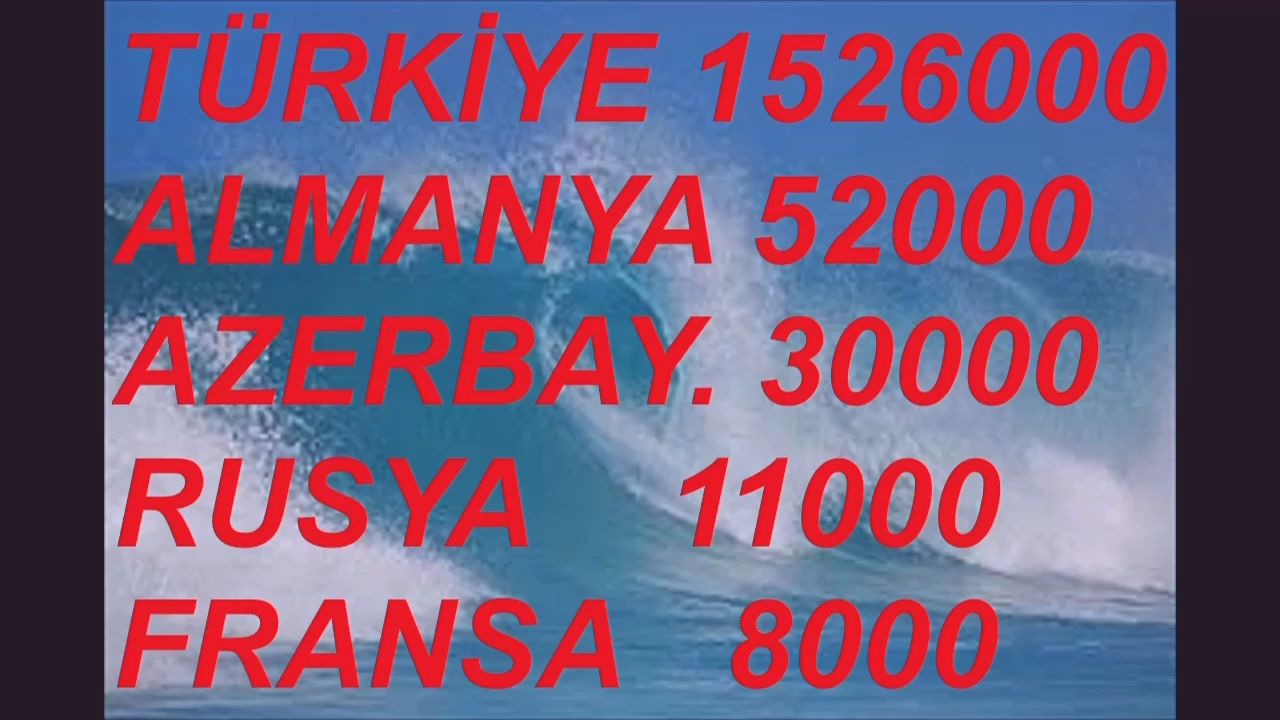 TÜRKİYE 1526000
ALMANYA 52000
AZERBAY. 30000
RUSYA 11000
FRANSA 8000